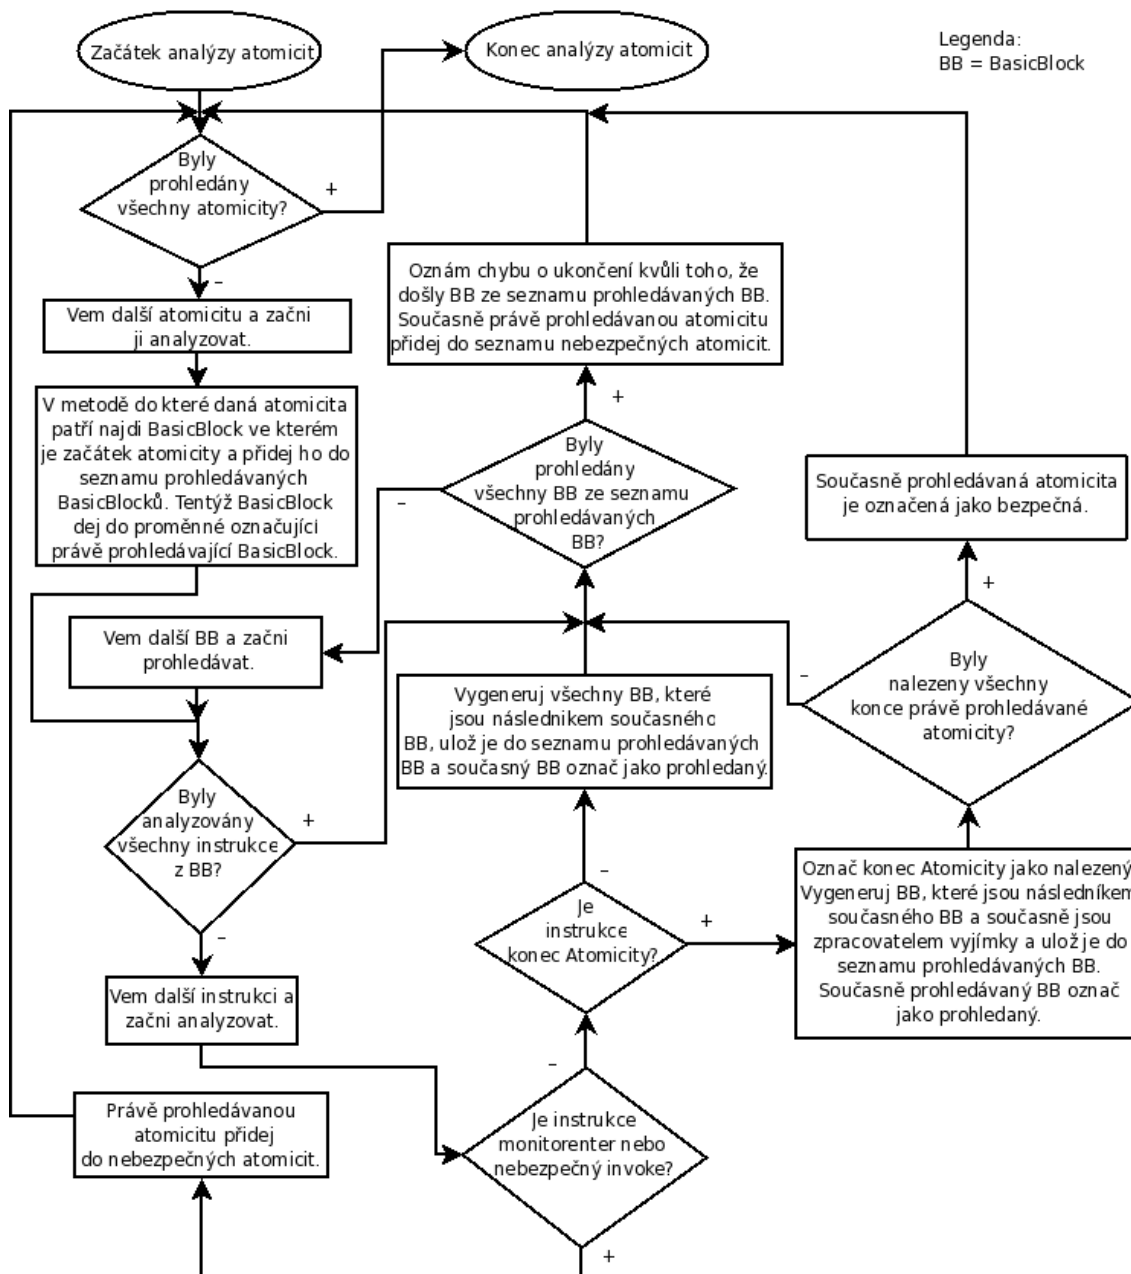 Začátek analýzy atomicit
Konec analýzy atomicit
Legenda:
BB = BasicBlock
Byly
prohledány
všechny atomicity?
+
–
Vem další atomicitu a začni
ji analyzovat.
V metodě do které daná atomicita
patří najdi BasicBlock ve kterém
je začátek atomicity a přidej ho do
seznamu prohledávaných
BasicBlocků. Tentýž BasicBlock
dej do proměnné označující
právě prohledávající BasicBlock.
Oznám chybu o ukončení kvůli toho, že
došly BB ze seznamu prohledávaných BB.
Současně právě prohledávanou atomicitu
přidej do seznamu nebezpečných atomicit.
+
Byly
prohledány
všechny BB ze seznamu
prohledávaných
BB?
–
Současně prohledávaná atomicita
je označená jako bezpečná.
+
Byly
nalezeny všechny
konce právě prohledávané
atomicity?
–
Vem další BB a začni
prohledávat.
Vygeneruj všechny BB, které
jsou následnikem současného
BB, ulož je do seznamu prohledávaných
BB a současný BB označ jako prohledaný.
Byly
analyzovány
všechny instrukce
z BB?
+
–
Je
instrukce
konec Atomicity?
–
+
Označ konec Atomicity jako nalezený
Vygeneruj BB, které jsou následníkem
současného BB a současně jsou
zpracovatelem vyjímky a ulož je do
seznamu prohledávaných BB.
Současně prohledávaný BB označ
jako prohledaný.
Vem další instrukci a
začni analyzovat.
–
Je instrukce
monitorenter nebo
nebezpečný invoke?
+
Právě prohledávanou
atomicitu přidej
do nebezpečných atomicit.